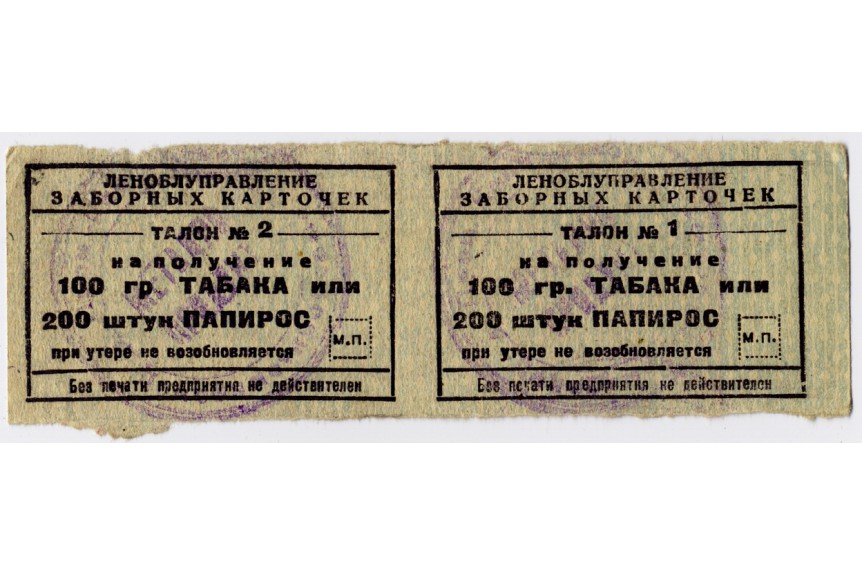 ЛЕНОБЛУПРАВЛЕНИЕ
ЗАБОРНЫХ КАРТОЧЕК
ТАЛОН № 2
на получение
100 гр. ТАБАКА или
200 штук ПАПИРОС
М.П.
при утере не возобновляется
Без печати предприятия не действителен
ЛЕНОБЛУПРАВЛЕНИЕ
ЗАБОРНЫХ КАРТОЧЕК
ТАЛОН № 1
на получение
100 гр. ТАБАКА или
200 штук ПАПИРОС
М.П.
при утере не возобновляется
Без печати предприятия не действителен